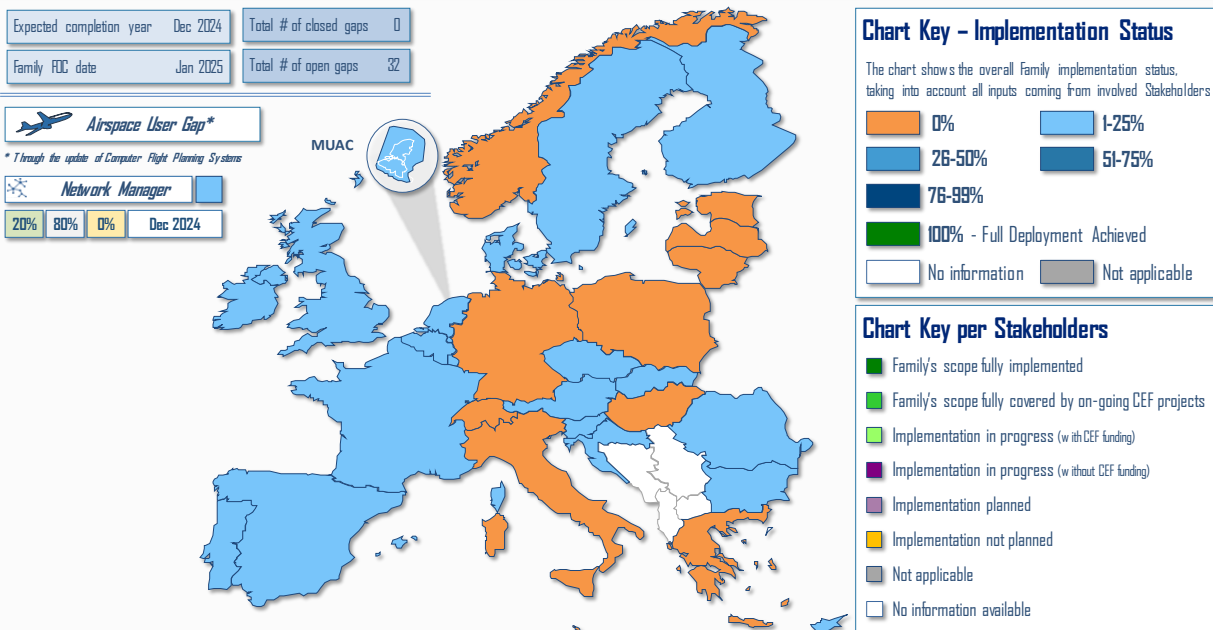 Expected completion year Dec 2024
Total # of closed gaps 0
Family FOC date Jan 2025
Total # of open gaps 32
Airspace User Gap*
* Through the update of Computer Flight Planning Systems
Network Manager
20% 80% 0% Dec 2024
MUAC
Chart Key – Implementation Status
The chart shows the overall Family implementation status,
taking into account all inputs coming from involved Stakeholders
0%
1-25%
26-50%
51-75%
76-99%
100% - Full Deployment Achieved
No information
Not applicable
Chart Key per Stakeholders
Family's scope fully implemented
Family's scope fully covered by on-going CEF projects
Implementation in progress (with CEF funding)
Implementation in progress (without CEF funding)
Implementation planned
Implementation not planned
Not applicable
No information available